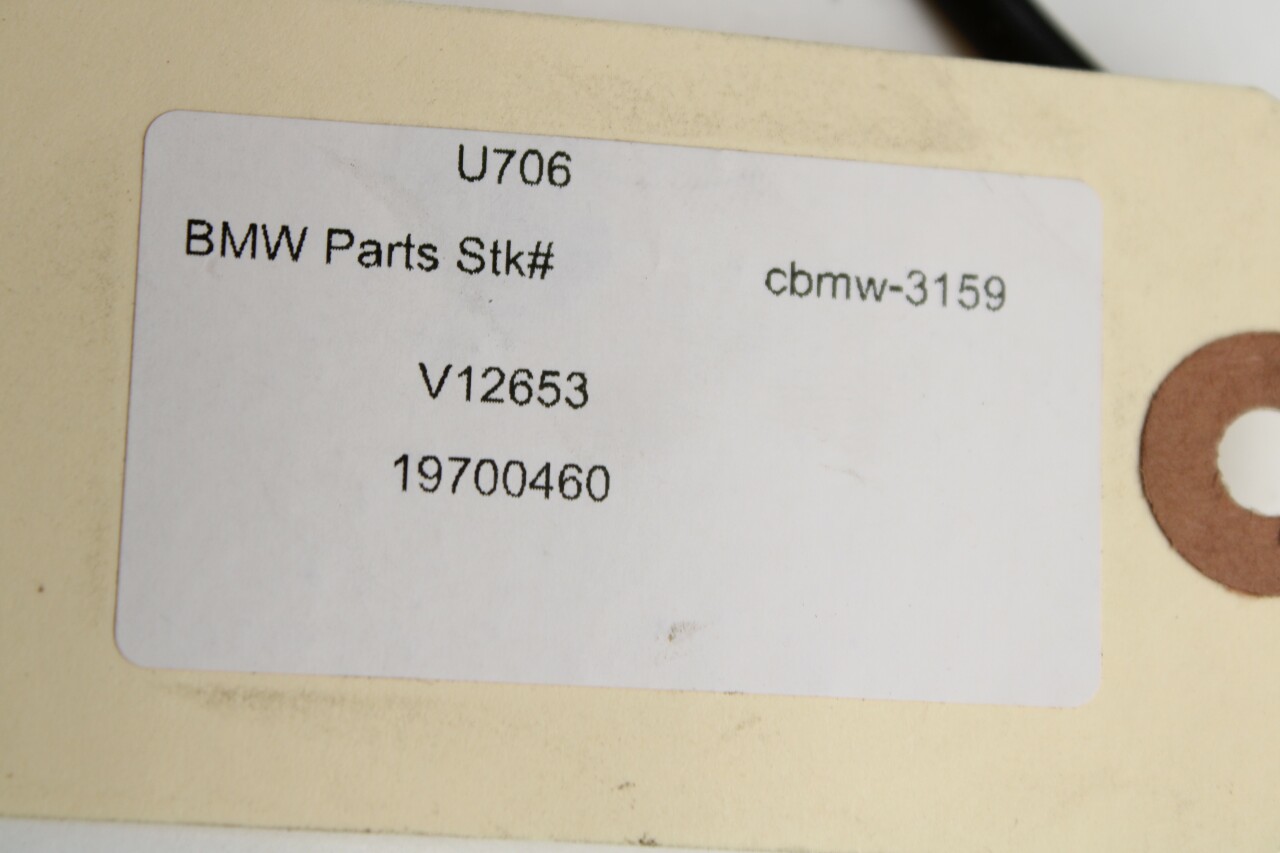 U706
BMW Parts Stk# cbmw-3159
V12653
19700460